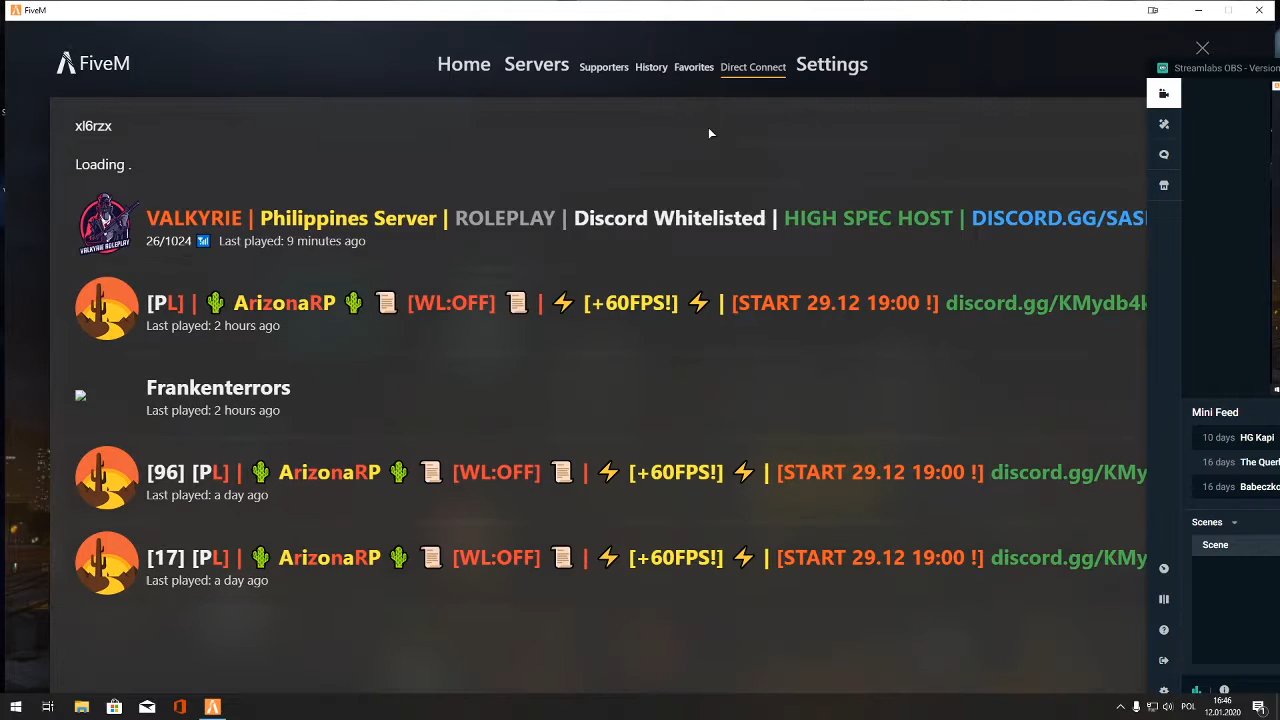 FiveM
FiveM
Home Servers Supporters History Favorites Direct Connect Settings
Streamlabs OBS - Version
xl6rzx
Loading .
VALKYRIE | Philippines Server | ROLEPLAY | Discord Whitelisted | HIGH SPEC HOST | DISCORD.GG/SASI
26/1024 📶 Last played: 9 minutes ago
[PL] | 🌵 ArizonaRP 🌵 📜 [WL:OFF] 📜 | ⚡ [+60FPS!] ⚡ | [START 29.12 19:00 !] discord.gg/KMydb4k
Last played: 2 hours ago
Frankenterrors
Last played: 2 hours ago
[96] [PL] | 🌵 ArizonaRP 🌵 📜 [WL:OFF] 📜 | ⚡ [+60FPS!] ⚡ | [START 29.12 19:00 !] discord.gg/KMy
Last played: a day ago
[17] [PL] | 🌵 ArizonaRP 🌵 📜 [WL:OFF] 📜 | ⚡ [+60FPS!] ⚡ | [START 29.12 19:00 !] discord.gg/KMy
Last played: a day ago
Mini Feed
10 days HG Kapi
16 days The Quer
16 days Babeczko
Scenes
Scene
POL
16:46
12.01.2020